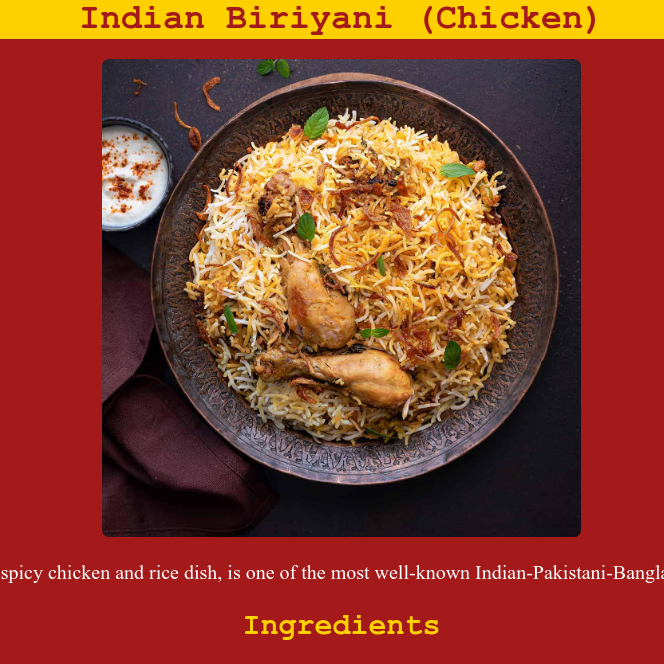 Indian Biriyani (Chicken)
spicy chicken and rice dish, is one of the most well-known Indian-Pakistani-Bangla
Ingredients